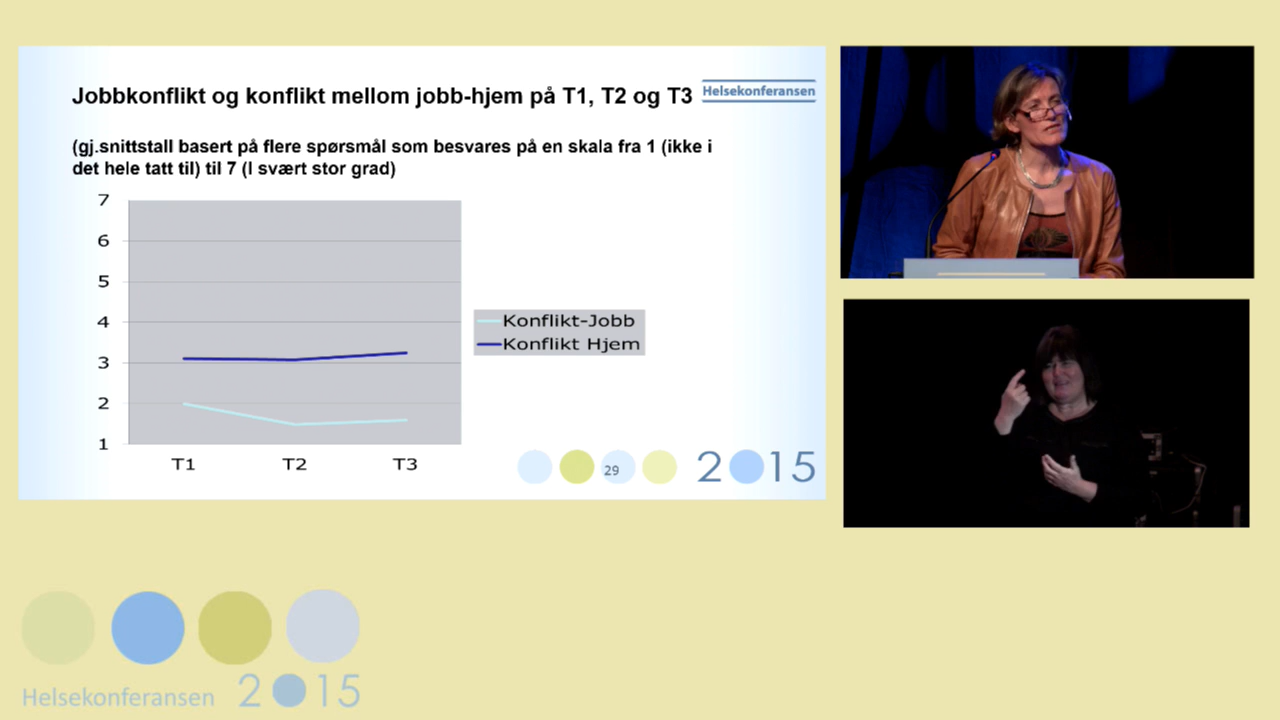 Jobbkonflikt og konflikt mellom jobb-hjem på T1, T2 og T3
Helsekonferansen
(gj.snittstall basert på flere spørsmål som besvares på en skala fra 1 (ikke i
det hele tatt til) til 7 (I svært stor grad)
7
6
5
4
3
2
1
T1 T2 T3
Konflikt-Jobb
Konflikt Hjem
29
2015
Helsekonferansen 2015